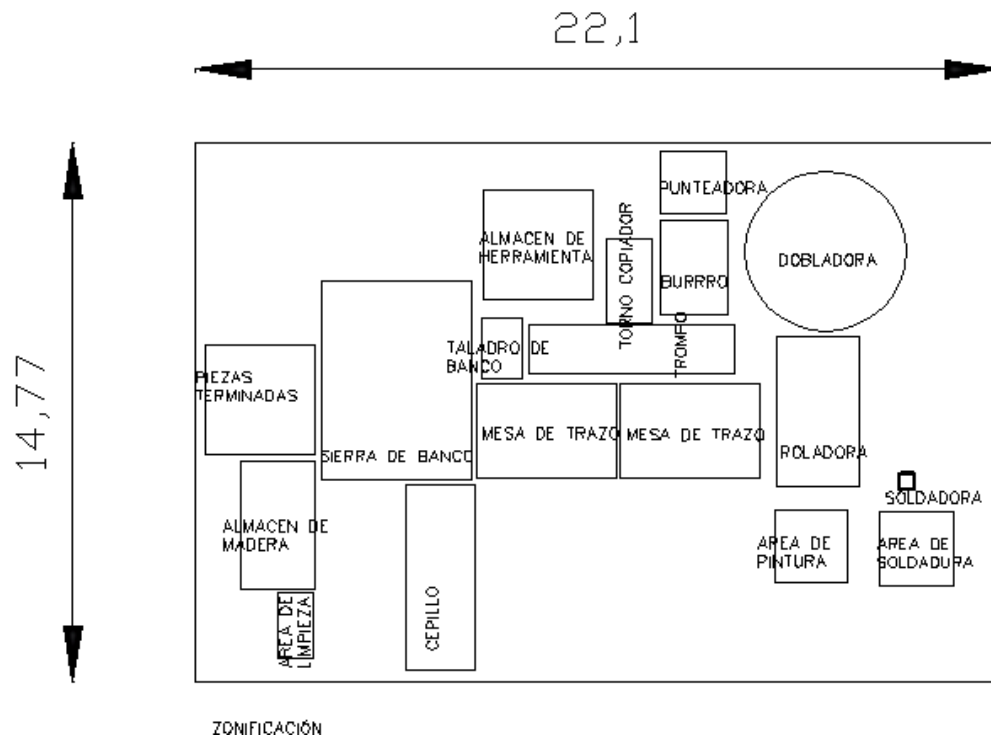 22,1
14,77
PUNTEADORA
ALMACEN DE
HERRAMIENTA
TORNO COPIADOR
BURRRO
DOBLADORA
TALADRO DE
BANCO
TROMPO
PIEZAS
TERMINADAS
SIERRA DE BANCO
MESA DE TRAZO
MESA DE TRAZO
ROLADORA
SOLDADORA
ALMACEN DE
MADERA
AREA DE
PINTURA
AREA DE
SOLDADURA
AREA DE
LIMPIEZA
CEPILLO
ZONIFICACIÓN